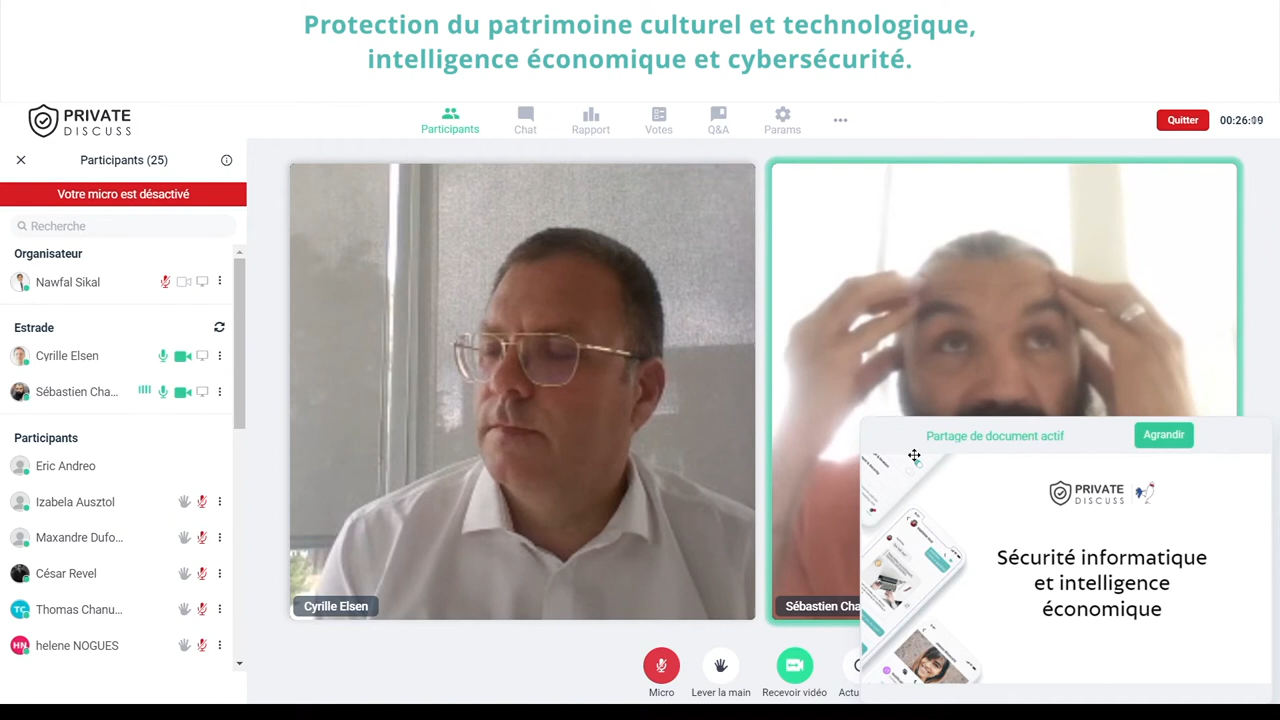 Protection du patrimoine culturel et technologique,
intelligence économique et cybersécurité.
PRIVATE
DISCUSS
Participants
Chat
Rapport
Votes
Q&A
Params
Quitter
Participants (25)
Votre micro est désactivé
Recherche
Organisateur
Nawfal Sikal
Estrade
Cyrille Elsen
Sébastien Cha...
Participants
Eric Andreo
Izabela Ausztol
Maxandre Dufo...
César Revel
TC Thomas Chanu...
HN helene NOGUES
Cyrille Elsen
Sébastien Cha
Partage de document actif
Agrandir
PRIVATE
DISCUSS
Sécurité informatique
et intelligence
économique
Micro
Lever la main
Recevoir vidéo
Actu